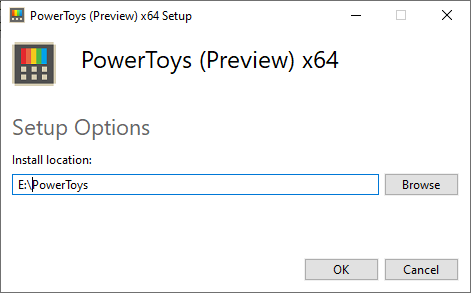 PowerToys (Preview) x64 Setup
PowerToys (Preview) x64
Setup Options
Install location:
E:\PowerToys
Browse
OK
Cancel